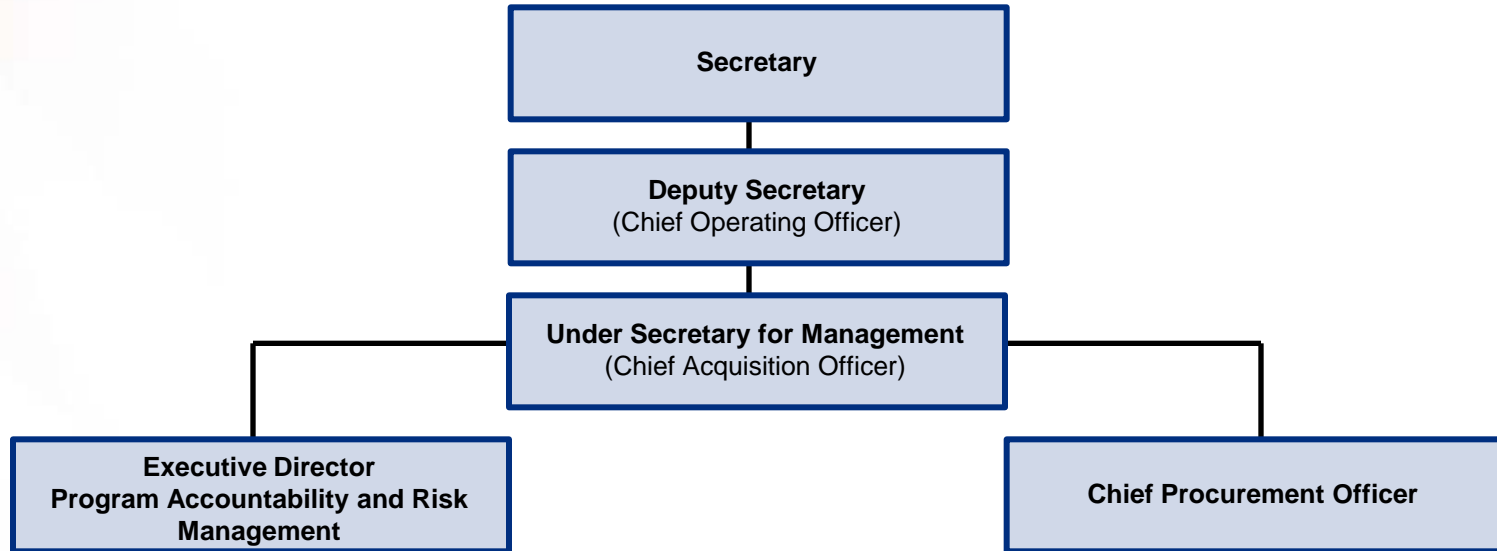 Secretary
Deputy Secretary
(Chief Operating Officer)
Under Secretary for Management
(Chief Acquisition Officer)
Executive Director
Program Accountability and Risk
Management
Chief Procurement Officer